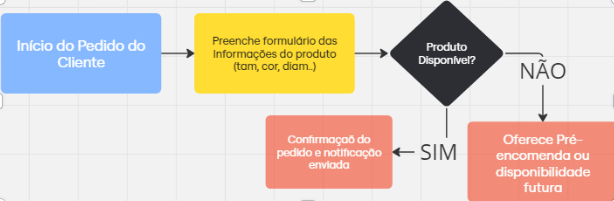 Início do Pedido do
Cliente
Preenche formulário das
Informações do produto
(tam, cor, diam..)
Produto
Disponível?
NÃO
SIM
Confirmaçaõ do
pedido e notificação
enviada
Oferece Pré-
encomenda ou
disponibilidade
futura